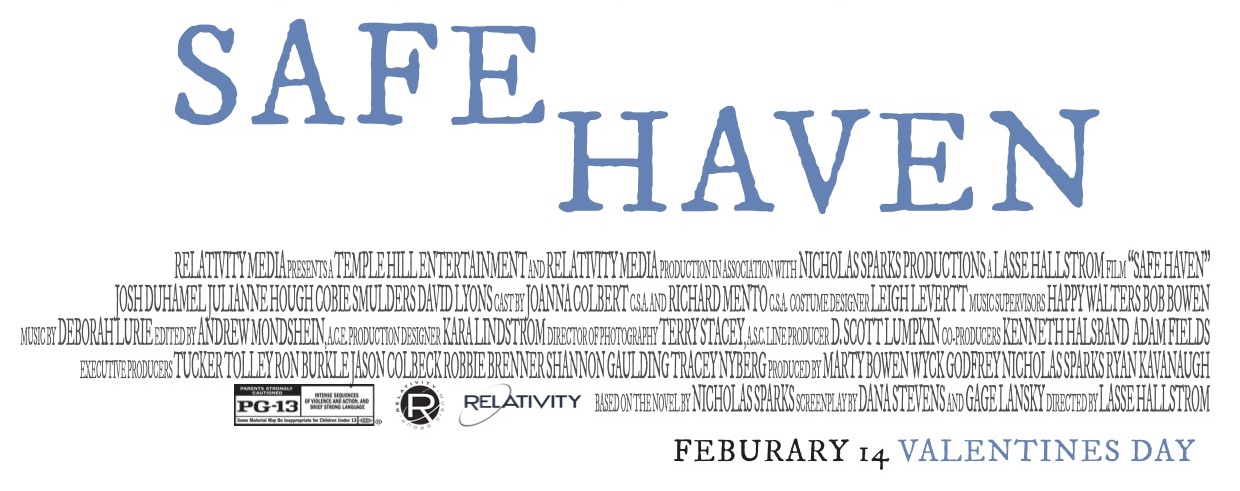 SAFE
HAVEN
RELATIVITY MEDIA PRESENTS A TEMPLE HILL ENTERTAINMENT AND RELATIVITY MEDIA PRODUCTION IN ASSOCIATION WITH NICHOLAS SPARKS PRODUCTIONS A LASSE HALLSTROM FILM “SAFE HAVEN”
JOSH DUHAMEL JULIANNE HOUGH COBIE SMULDERS DAVID LYONS CAST BY JOANNA COLBERT C.S.A. AND RICHARD MENTO C.S.A. COSTUME DESIGNER LEIGH LEVERTT MUSIC SUPERVISORS HAPPY WALTERS BOB BOWEN
MUSIC BY DEBORAH LURIE EDITED BY ANDREW MONDSHEIN, A.C.E. PRODUCTION DESIGNER KARA LINDSTROM DIRECTOR OF PHOTOGRAPHY TERRY STACEY, A.S.C. LINE PRODUCER D. SCOTT LUMPKIN CO-PRODUCERS KENNETH HALSBAND ADAM FIELDS
EXECUTIVE PRODUCERS TUCKER TOLLEY RON BURKLE JASON COLBECK ROBBIE BRENNER SHANNON GAULDING TRACEY NYBERG PRODUCED BY MARTY BOWEN WYCK GODFREY NICHOLAS SPARKS RYAN KAVANAUGH
PARENTS STRONGLY CAUTIONED
PG-13
INTENSE SEQUENCES
OF VIOLENCE AND ACTION, AND
BRIEF STRONG LANGUAGE
Some Material May Be Inappropriate for Children Under 13
RELATIVITY MUSIC GROUP
R
RELATIVITY
BASED ON THE NOVEL BY NICHOLAS SPARKS SCREENPLAY BY DANA STEVENS AND GAGE LANSKY DIRECTED BY LASSE HALLSTROM
FEBURARY 14 VALENTINES DAY